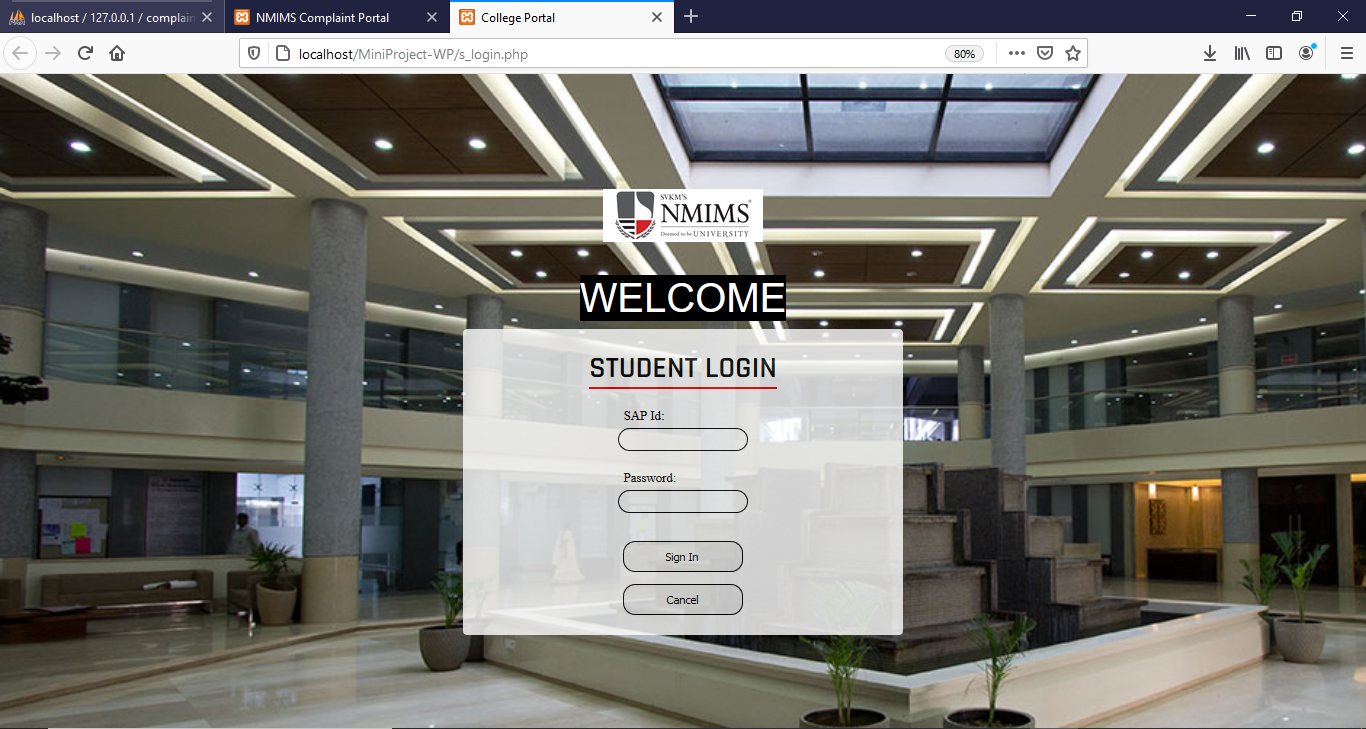 localhost / 127.0.0.1 / complain
NMIMS Complaint Portal
College Portal
localhost/MiniProject-WP/s_login.php
80%
SVKM'S
NMIMS
Deemed to be UNIVERSITY
WELCOME
STUDENT LOGIN
SAP Id:
Password:
Sign In
Cancel